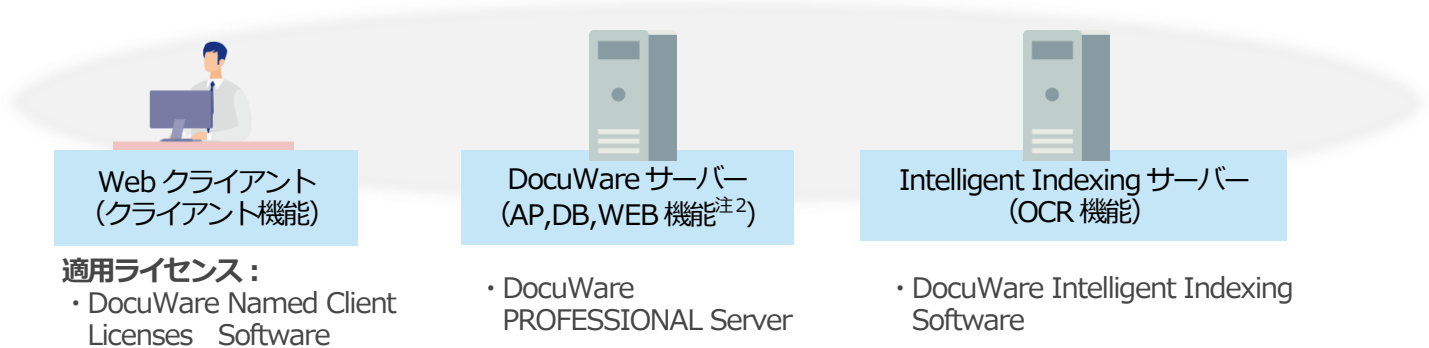 Web クライアント
（クライアント機能）
適用ライセンス：
・DocuWare Named Client
Licenses　Software
DocuWare サーバー
（AP,DB,WEB 機能注2）
・DocuWare
PROFESSIONAL Server
Intelligent Indexing サーバー
（OCR 機能）
・DocuWare Intelligent Indexing
Software